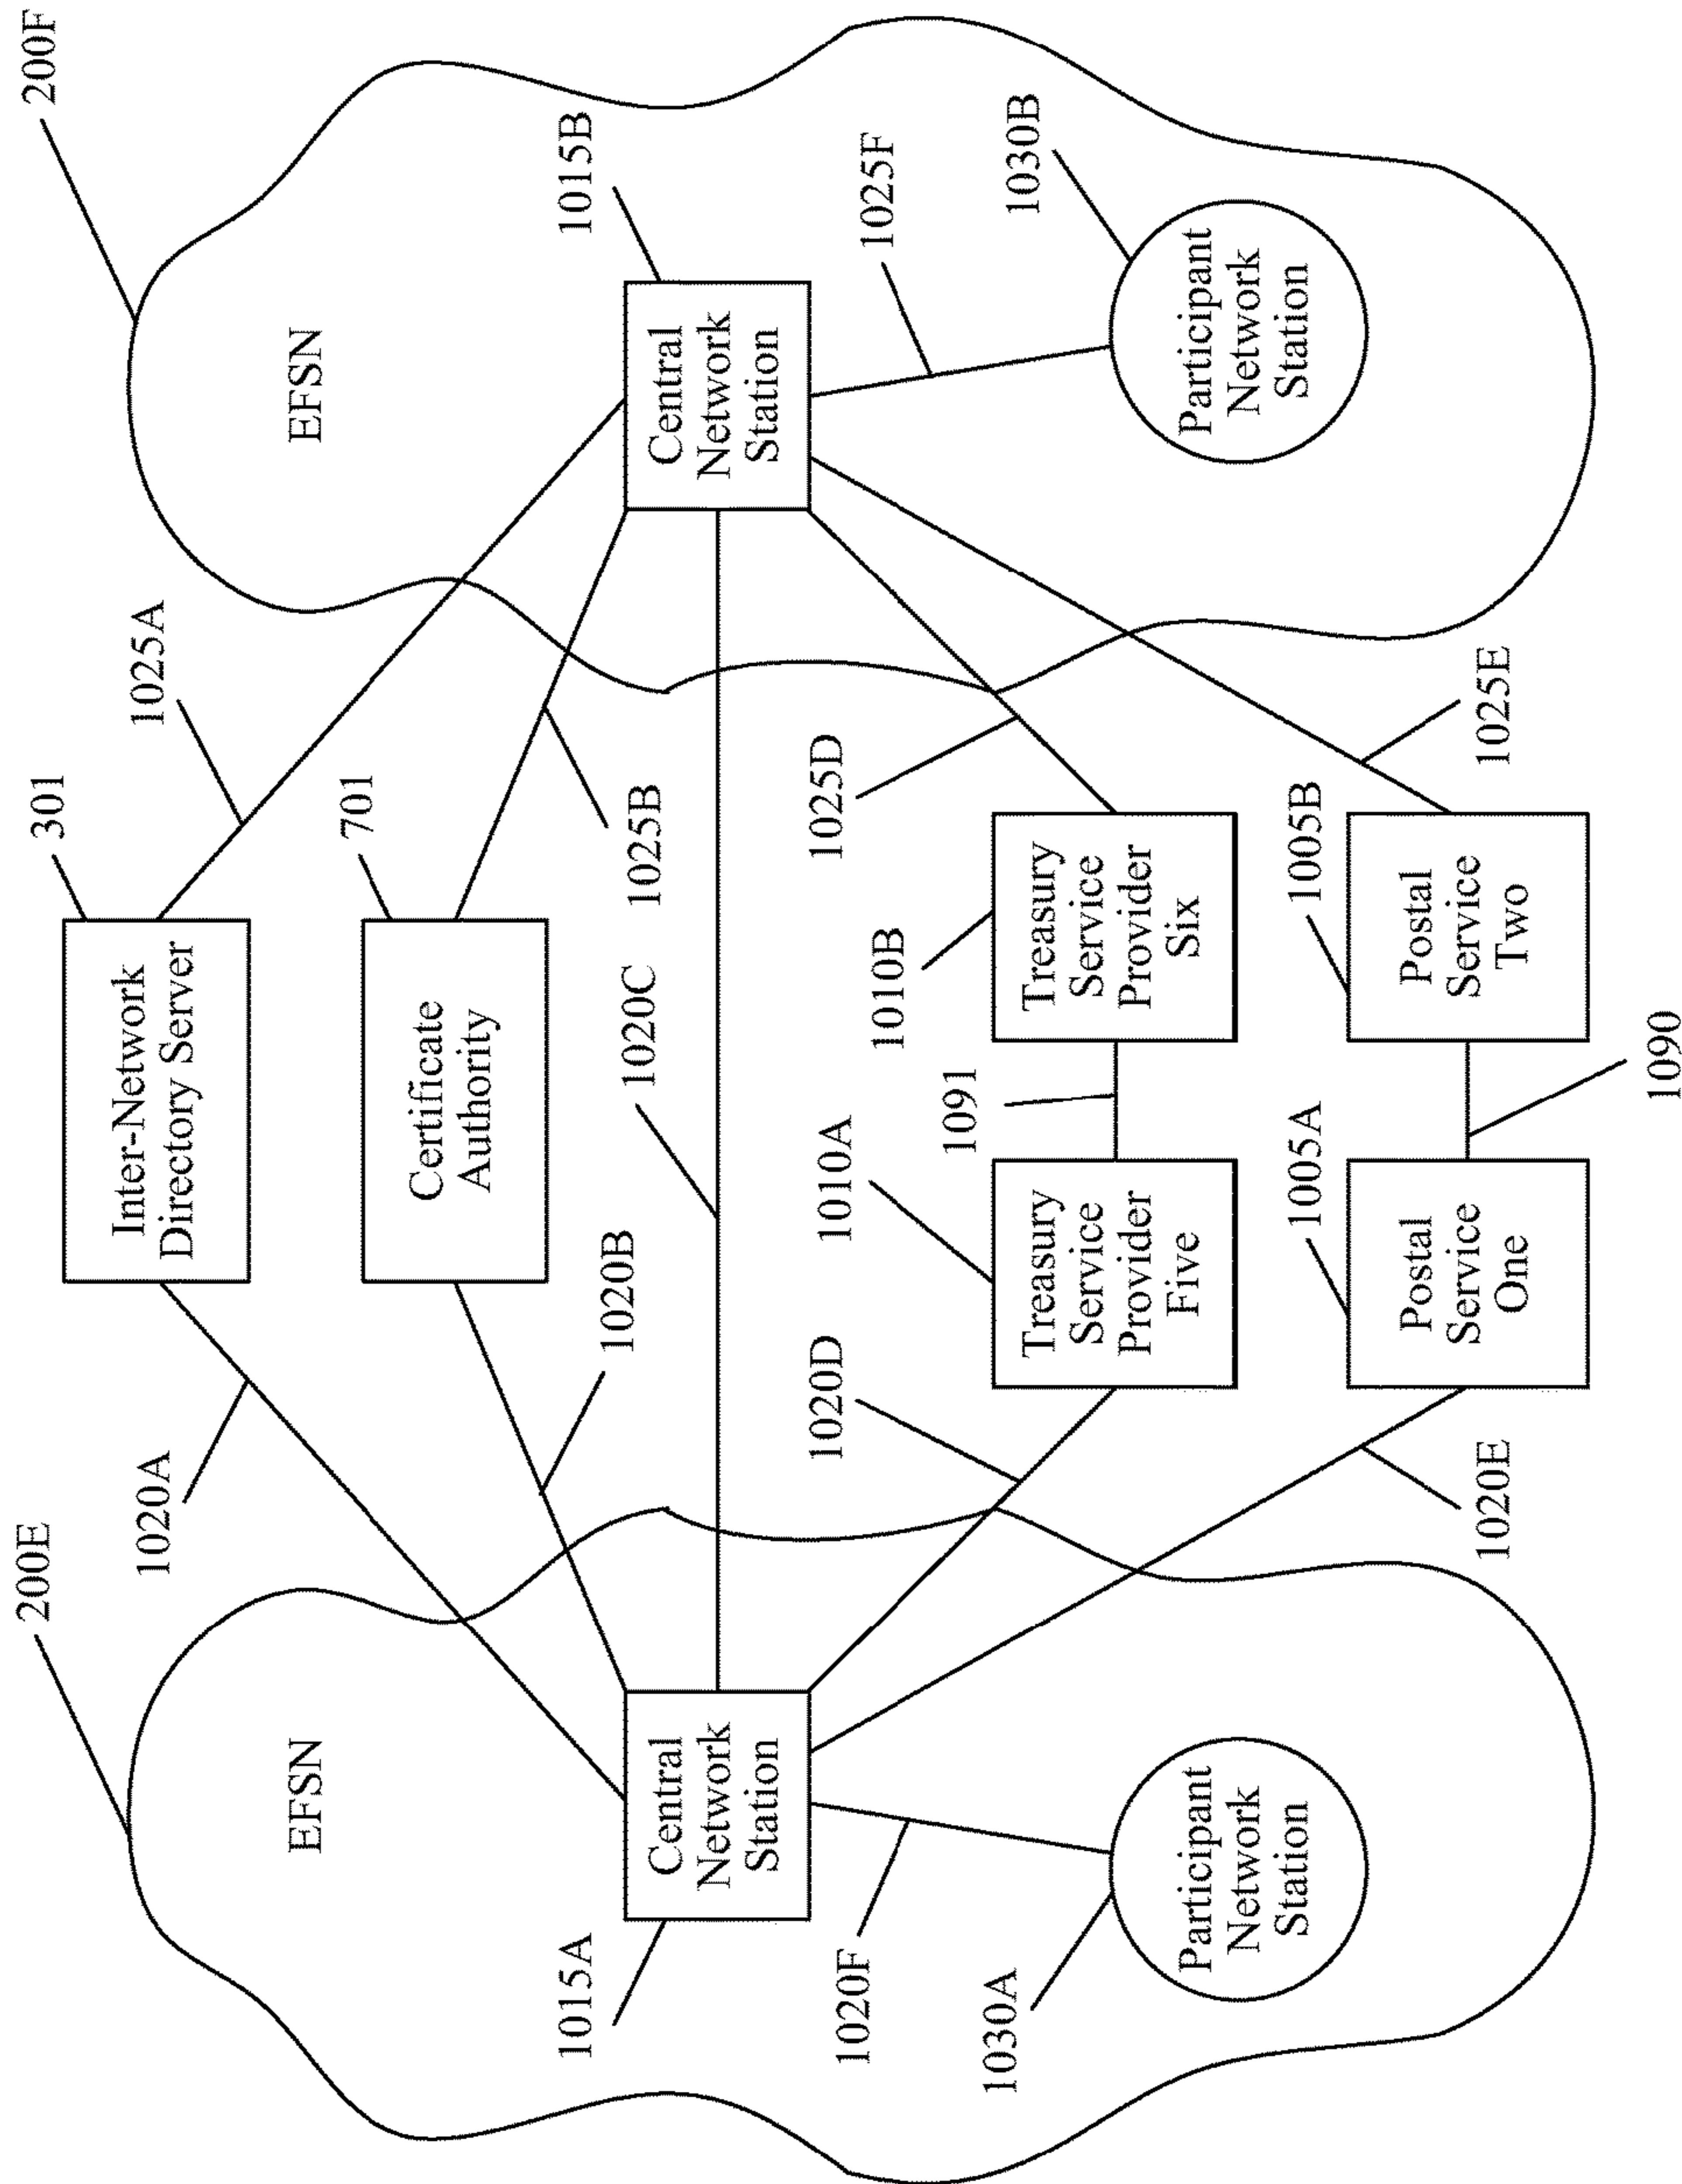 200E
200F
1020A
301
1025A
Inter-Network
Directory Server
EFSN
EFSN
701
Certificate
Authority
1015A
1020B
1020C
1025B
1015B
Central
Network
Station
Central
Network
Station
1020F
1020D
1010A
1010B
1025D
1025F
1091
1030A
1030B
Treasury
Service
Provider
Five
Treasury
Service
Provider
Six
Participant
Network
Station
Participant
Network
Station
1005A
1005B
Postal
Service
One
Postal
Service
Two
1020E
1025E
1090